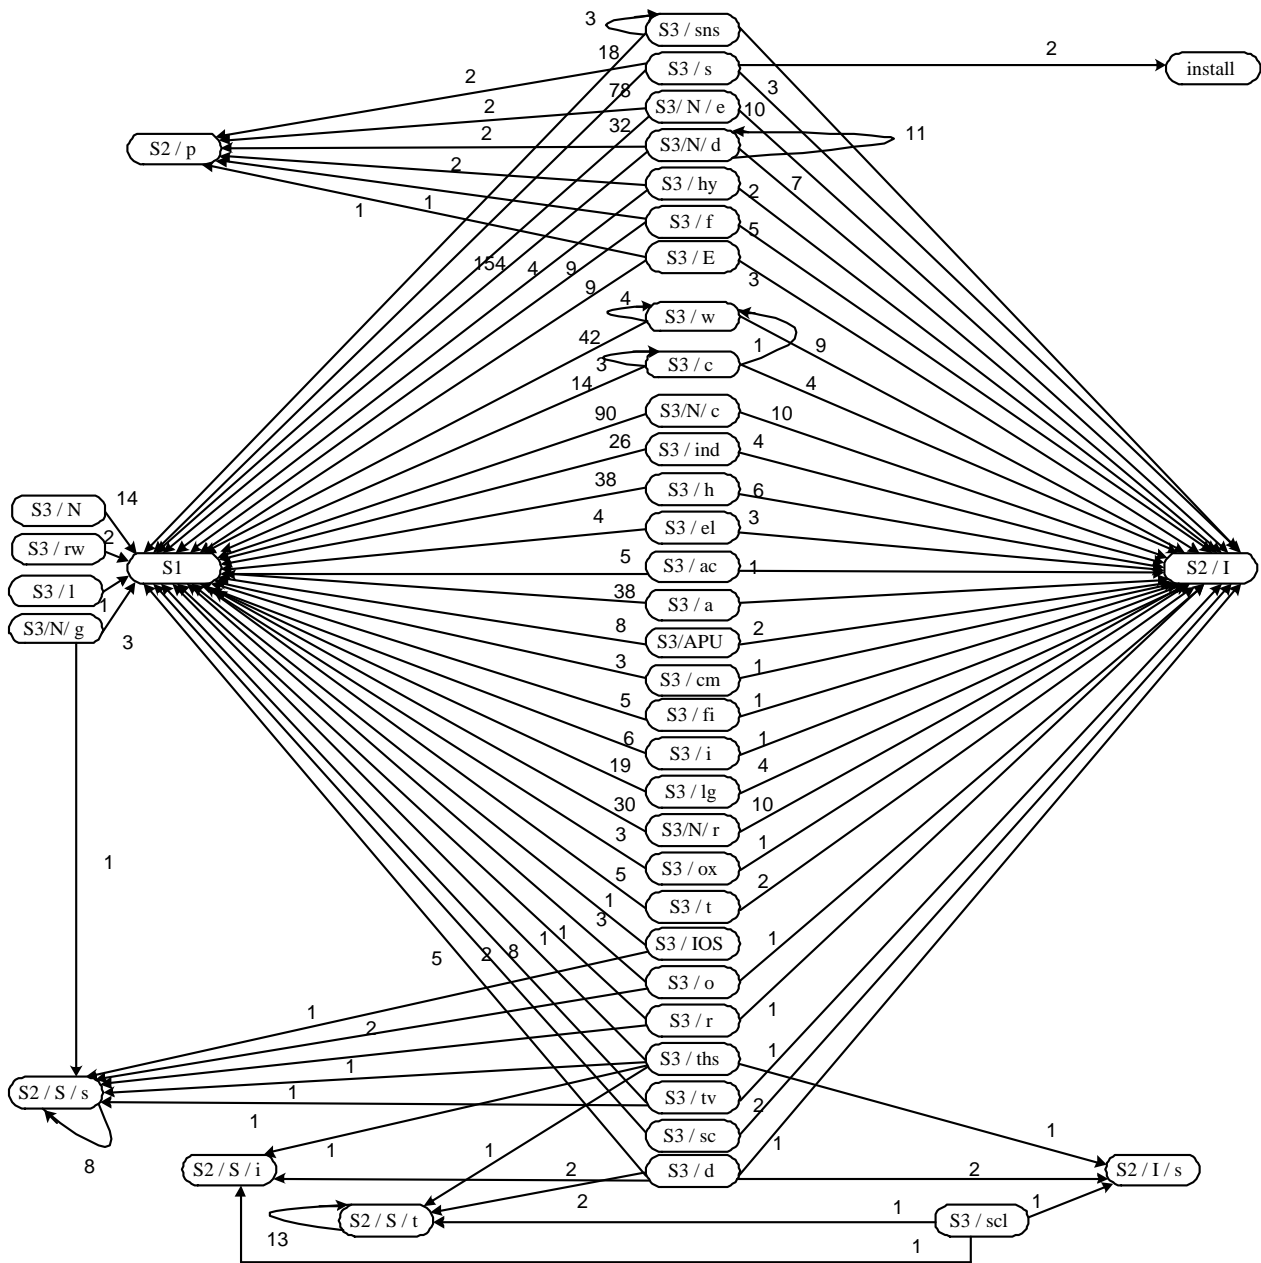 3
S3 / sns
18
2
S3 / s
2
install
78
3
2
S3/ N / e
10
32
2
S3/N/ d
11
S2 / p
2
S3 / hy
7
2
1
1
S3 / f
5
154
4
9
S3 / E
9
3
4
S3 / w
42
1
9
3
S3 / c
14
4
90
S3/N/ c
10
26
S3 / ind
4
38
S3 / h
6
S3 / N
14
4
S3 / el
3
S3 / rw
2
S1
5
S3 / ac
1
S2 / I
S3 / l
1
38
S3 / a
S3/N/ g
3
8
S3/APU
2
3
S3 / cm
1
5
S3 / fi
1
6
S3 / i
1
19
S3 / lg
4
30
S3/N/ r
10
3
S3 / ox
1
1
5
S3 / t
2
1
3
S3 / IOS
1
1
1
5
2
8
S3 / o
1
2
S3 / r
1
1
S3 / ths
1
S2 / S / s
1
S3 / tv
2
8
1
1
1
S3 / sc
1
1
S2 / S / i
2
S3 / d
2
S2 / I / s
13
S2 / S / t
2
1
S3 / scl
1
1